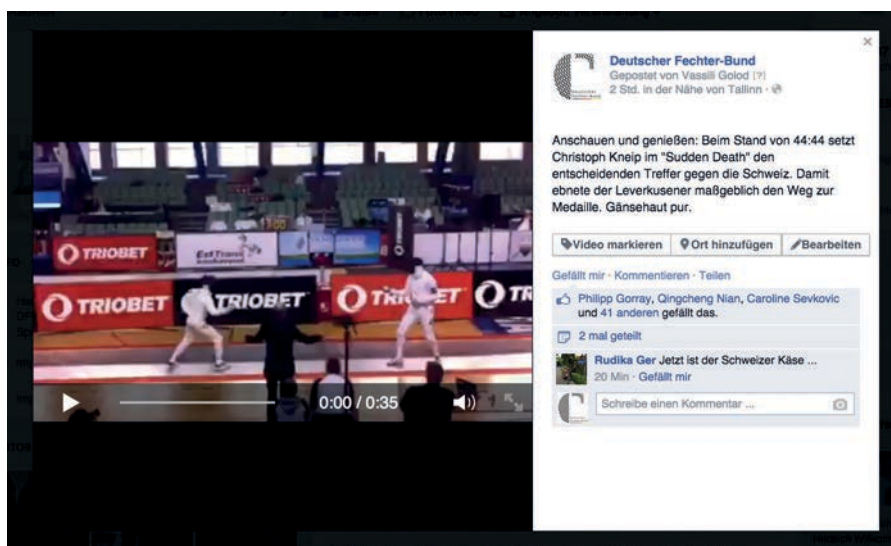 ×
Deutscher Fechter-Bund
Gepostet von Vassili Golod [?]
2 Std. in der Nähe von Tallinn ·
Anschauen und genießen: Beim Stand von 44:44 setzt
Christoph Kneip im "Sudden Death" den
entscheidenden Treffer gegen die Schweiz. Damit
ebnete der Leverkusener maßgeblich den Weg zur
Medaille. Gänsehaut pur.
Video markieren Ort hinzufügen Bearbeiten
Gefällt mir · Kommentieren · Teilen
Philipp Gorray, Qingcheng Nian, Caroline Sevkovic
und 41 anderen gefällt das.
2 mal geteilt
Rudika Ger Jetzt ist der Schweizer Käse ...
20 Min · Gefällt mir
Schreibe einen Kommentar ...
TRIOBET
EstTrans
TRIOBET
TRIOBET
TRIOBET
TR
0:00 / 0:35